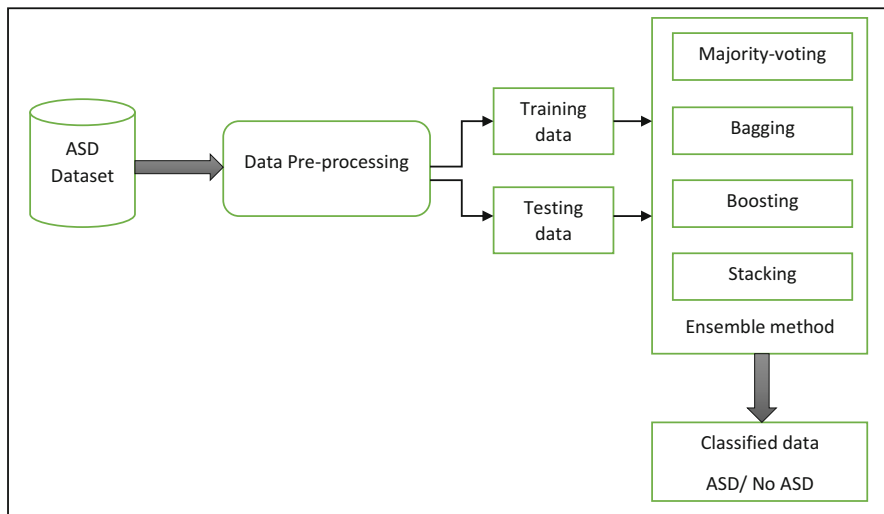 ASD
Dataset
Data Pre-processing
Training
data
Testing
data
Majority-voting
Bagging
Boosting
Stacking
Ensemble method
Classified data
ASD/ No ASD